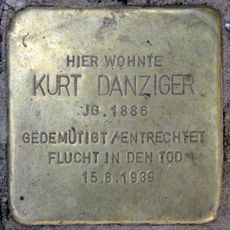 HIER WOHNTE
KURT DANZIGER
JG. 1886
GEDEMÜTIGT/ENTRECHTET
FLUCHT IN DEN TOD
15.6.1939